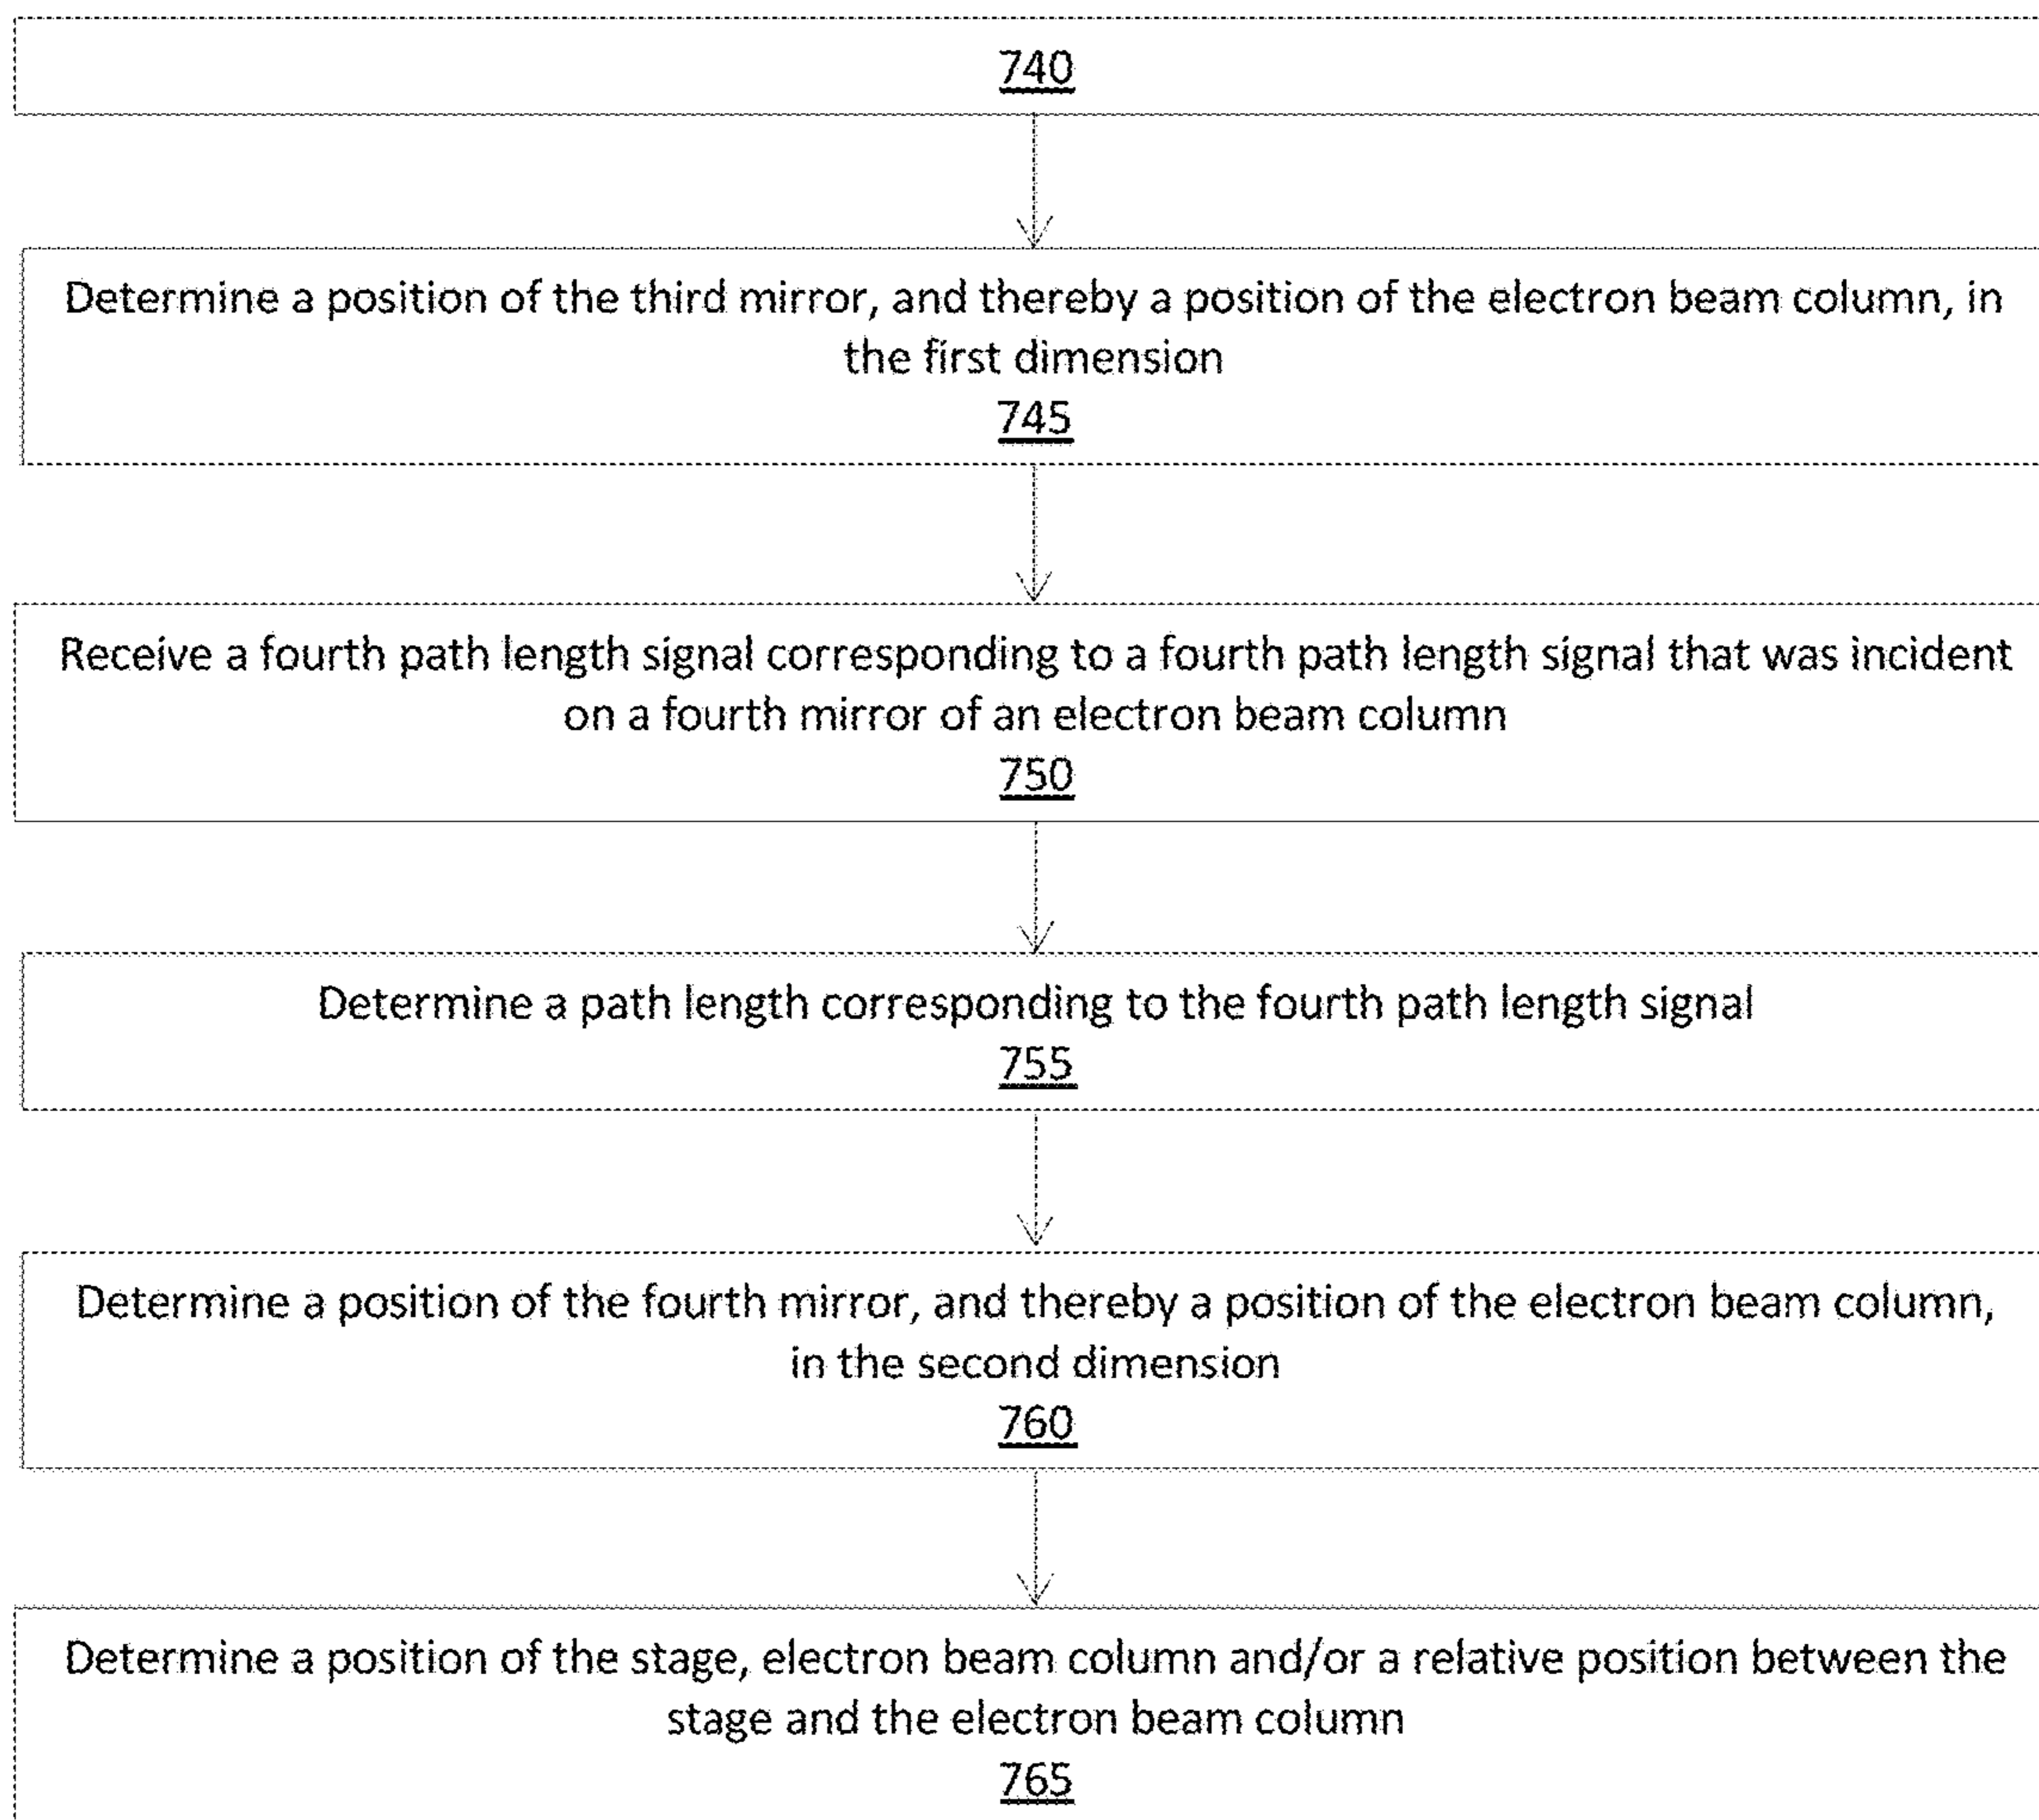 740
Determine a position of the third mirror, and thereby a position of the electron beam column, in
the first dimension
745
Receive a fourth path length signal corresponding to a fourth path length signal that was incident
on a fourth mirror of an electron beam column
750
Determine a path length corresponding to the fourth path length signal
755
Determine a position of the fourth mirror, and thereby a position of the electron beam column,
in the second dimension
760
Determine a position of the stage, electron beam column and/or a relative position between the
stage and the electron beam column
765